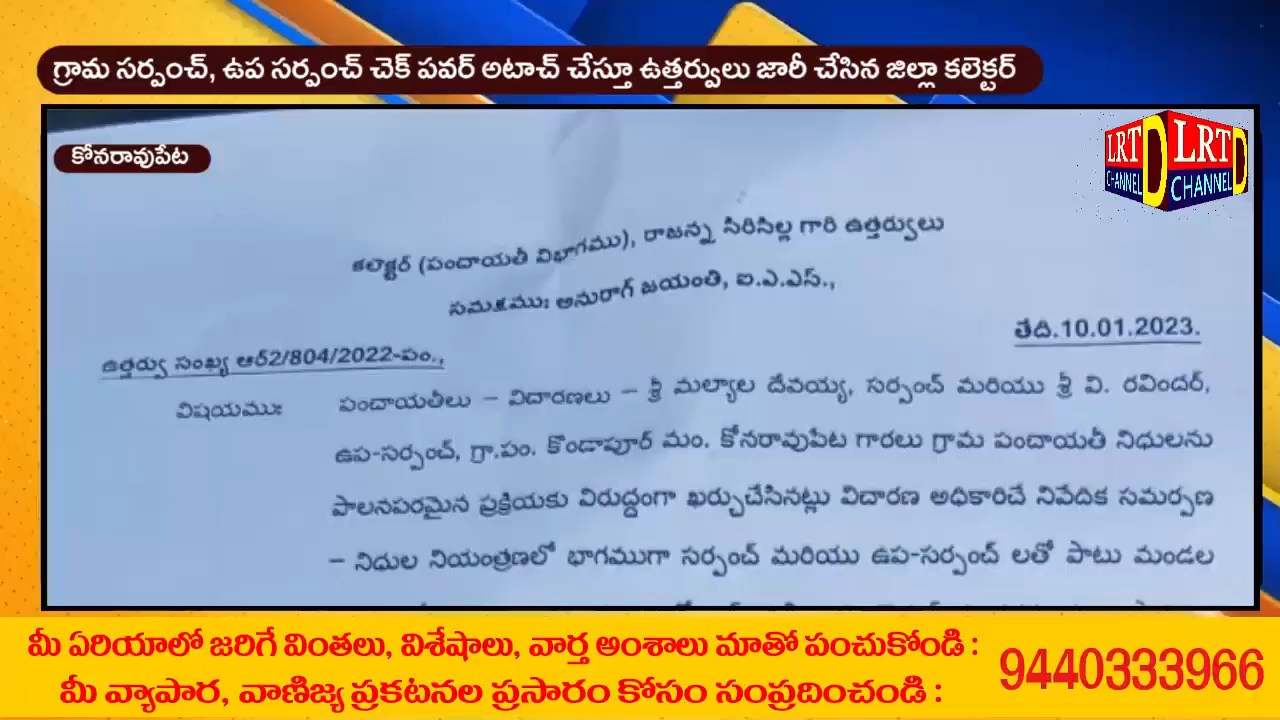 గ్రామ సర్పంచ్, ఉప సర్పంచ్ చెక్ పవర్ అటాచ్ చేస్తూ ఉత్తర్వులు జారీ చేసిన జిల్లా కలెక్టర్
కోనరావుపేట
LRT D LRT D
CHANNEL CHANNEL
కలెక్టర్ (పంచాయతీ విభాగము), రాజన్న సిరిసిల్ల గారి ఉత్తర్వులు
సమక్షము: అనురాగ్ జయంతి, ఐ.ఎ.ఎస్.,
తేది.10.01.2023.
ఉత్తర్వు సంఖ్య ఆర్2/804/2022-పం.,
విషయము: పంచాయతీలు – విచారణలు – శ్రీ మల్యాల దేవయ్య, సర్పంచ్ మరియు శ్రీ వి. రవిందర్,
ఉప-సర్పంచ్, గ్రా.పం. కొండాపూర్ మం. కోనరావుపేట గారలు గ్రామ పంచాయతీ నిధులను
పాలనపరమైన ప్రక్రియకు విరుద్దంగా ఖర్చుచేసినట్లు విచారణ అధికారిచే నివేదిక సమర్పణ
– నిధుల నియంత్రణలో భాగముగా సర్పంచ్ మరియు ఉప-సర్పంచ్ లతో పాటు మండల
మీ ఏరియాలో జరిగే వింతలు, విశేషాలు, వార్త అంశాలు మాతో పంచుకోండి :
మీ వ్యాపార, వాణిజ్య ప్రకటనల ప్రసారం కోసం సంప్రదించండి :
9440333966